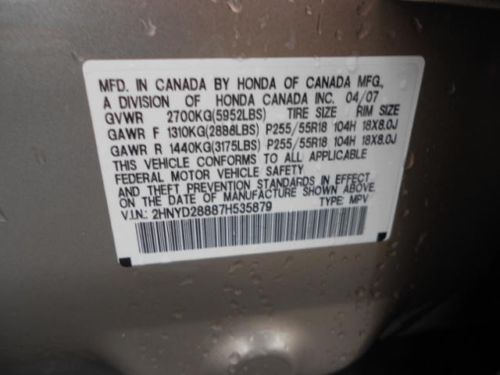 MFD. IN CANADA BY HONDA OF CANADA MFG.,
A DIVISION OF HONDA CANADA INC. 04/07
GVWR 2700KG(5952LBS) TIRE SIZE RIM SIZE
GAWR F 1310KG(2888LBS) P255/55R18 104H 18X8.0J
GAWR R 1440KG(3175LBS) P255/55R18 104H 18X8.0J
THIS VEHICLE CONFORMS TO ALL APPLICABLE
FEDERAL MOTOR VEHICLE SAFETY
AND THEFT PREVENTION STANDARDS IN EFFECT
ON THE DATE OF MANUFACTURE SHOWN ABOVE.
V.I.N.: 2HNYD28887H535879 TYPE: MPV